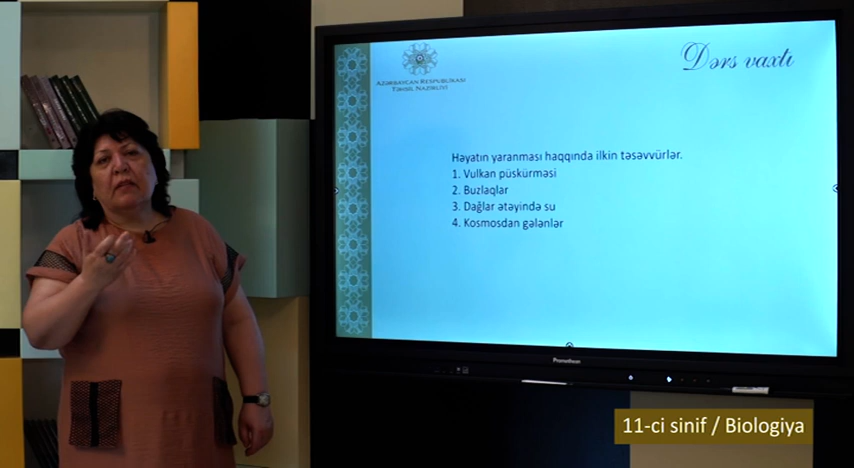 Dərs vaxtı
AZƏRBAYCAN RESPUBLİKASI
TƏHSİL NAZİRLİYİ
Həyatın yaranması haqqında ilkin təsəvvürlər.
1. Vulkan püskürməsi
2. Buzlaqlar
3. Dağlar ətəyində su
4. Kosmosdan gələnlər
Promethean
11-ci sinif / Biologiya